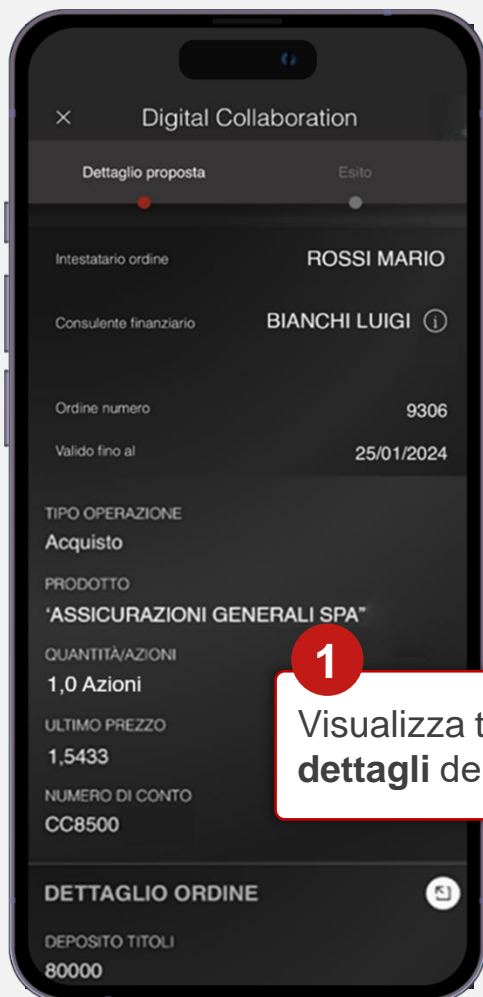 × Digital Collaboration
Dettaglio proposta Esito
Intestatario ordine ROSSI MARIO
Consulente finanziario BIANCHI LUIGI i
Ordine numero 9306
Valido fino al 25/01/2024
TIPO OPERAZIONE
Acquisto
PRODOTTO
‘ASSICURAZIONI GENERALI SPA”
QUANTITÀ/AZIONI
1,0 Azioni
1
ULTIMO PREZZO
1,5433
Visualizza t
dettagli de
NUMERO DI CONTO
CC8500
DETTAGLIO ORDINE
DEPOSITO TITOLI
80000